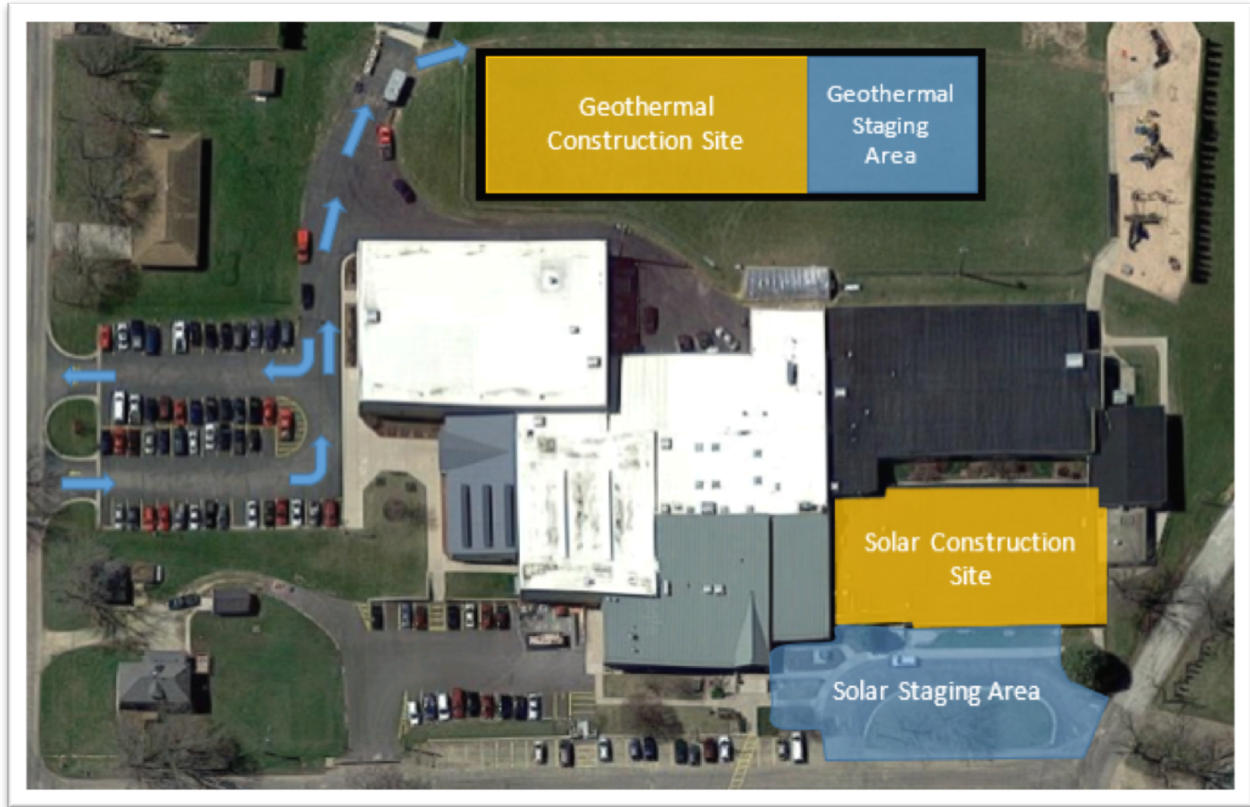 Geothermal
Construction Site
Geothermal
Staging
Area
Solar Construction
Site
Solar Staging Area